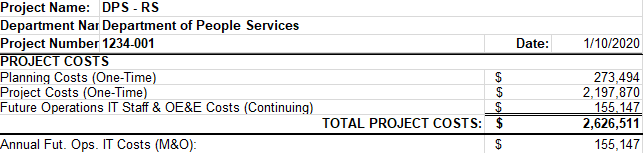 Project Name: DPS - RS
Department Nar Department of People Services
Project Number 1234-001 Date: 1/10/2020
PROJECT COSTS
Planning Costs (One-Time) $ 273,494
Project Costs (One-Time) $ 2,197,870
Future Operations IT Staff & OE&E Costs (Continuing) $ 155,147
TOTAL PROJECT COSTS: $ 2,626,511
Annual Fut. Ops. IT Costs (M&O): $ 155,147